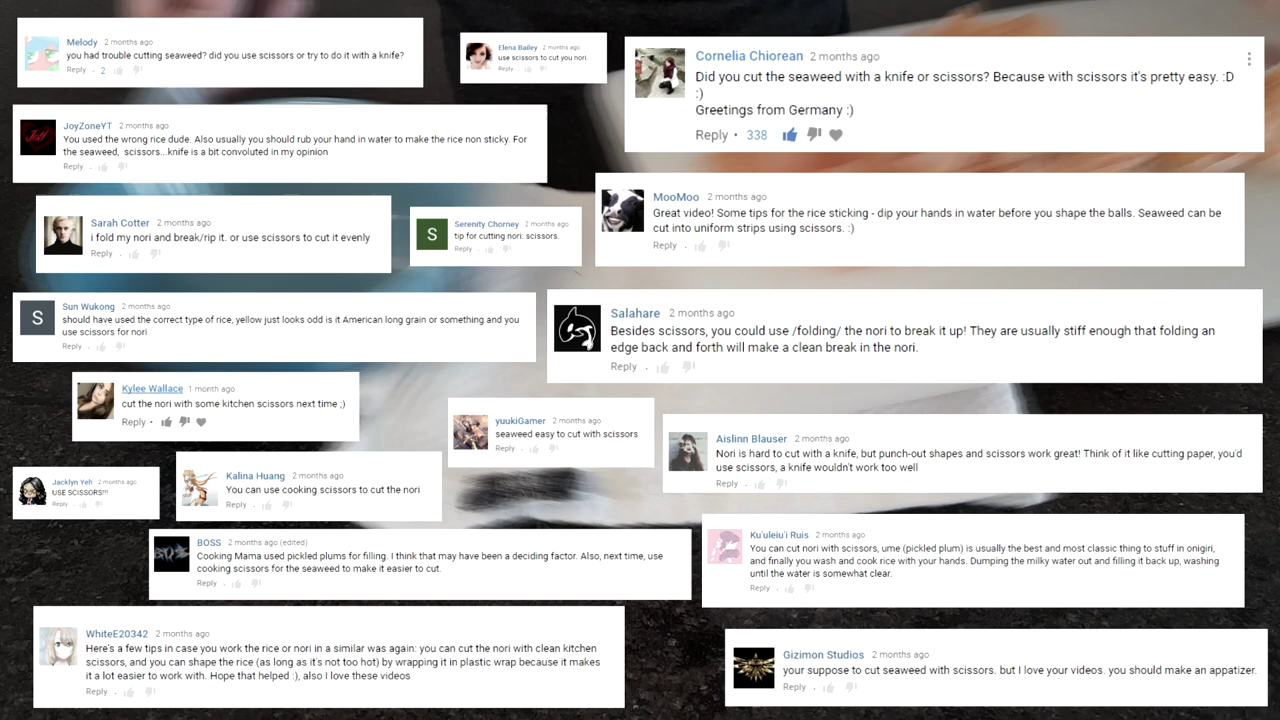 Melody 2 months ago
you had trouble cutting seaweed? did you use scissors or try to do it with a knife?
Reply · 2
Elena Bailey 2 months ago
use scissors to cut you nori.
Reply ·
Cornelia Chiorean 2 months ago
Did you cut the seaweed with a knife or scissors? Because with scissors it's pretty easy. :D
:)
Greetings from Germany :)
Reply · 338
JoyZoneYT 2 months ago
You used the wrong rice dude. Also usually you should rub your hand in water to make the rice non sticky. For
the seaweed, scissors...knife is a bit convoluted in my opinion
Reply ·
Sarah Cotter 2 months ago
i fold my nori and break/rip it. or use scissors to cut it evenly
Reply ·
S
Serenity Chorney 2 months ago
tip for cutting nori: scissors.
Reply ·
MooMoo 2 months ago
Great video! Some tips for the rice sticking - dip your hands in water before you shape the balls. Seaweed can be
cut into uniform strips using scissors. :)
Reply ·
S
Sun Wukong 2 months ago
should have used the correct type of rice, yellow just looks odd is it American long grain or something and you
use scissors for nori
Reply ·
Salahare 2 months ago
Besides scissors, you could use /folding/ the nori to break it up! They are usually stiff enough that folding an
edge back and forth will make a clean break in the nori.
Reply ·
Kylee Wallace 1 month ago
cut the nori with some kitchen scissors next time ;)
Reply ·
yuukiGamer 2 months ago
seaweed easy to cut with scissors
Reply ·
Aislinn Blauser 2 months ago
Nori is hard to cut with a knife, but punch-out shapes and scissors work great! Think of it like cutting paper, you'd
use scissors, a knife wouldn't work too well
Reply ·
Jacklyn Yeh 2 months ago
USE SCISSORS!!!
Reply ·
Kalina Huang 2 months ago
You can use cooking scissors to cut the nori
Reply ·
BOSS 2 months ago (edited)
Cooking Mama used pickled plums for filling. I think that may have been a deciding factor. Also, next time, use
cooking scissors for the seaweed to make it easier to cut.
Reply ·
Ku'uleiu'i Ruis 2 months ago
You can cut nori with scissors, ume (pickled plum) is usually the best and most classic thing to stuff in onigiri,
and finally you wash and cook rice with your hands. Dumping the milky water out and filling it back up, washing
until the water is somewhat clear.
Reply ·
WhiteE20342 2 months ago
Here's a few tips in case you work the rice or nori in a similar was again: you can cut the nori with clean kitchen
scissors, and you can shape the rice (as long as it's not too hot) by wrapping it in plastic wrap because it makes
it a lot easier to work with. Hope that helped :), also I love these videos
Reply ·
Gizimon Studios 2 months ago
your suppose to cut seaweed with scissors. but I love your videos. you should make an appatizer.
Reply ·